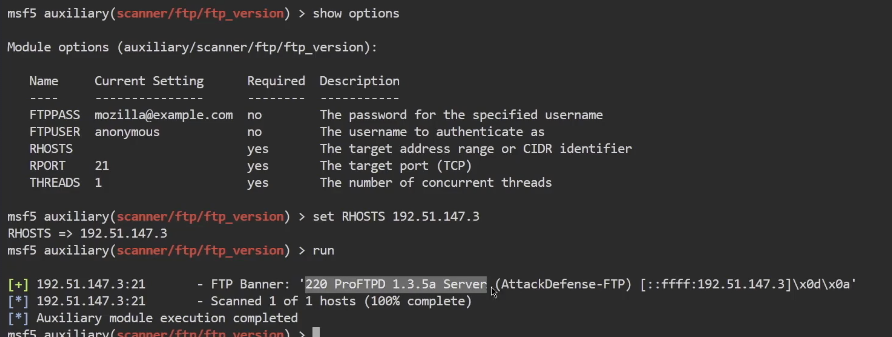 msf5 auxiliary(scanner/ftp/ftp_version) > show options
Module options (auxiliary/scanner/ftp/ftp_version):
Name Current Setting Required Description
---- --------------- -------- -----------
FTPPASS mozilla@example.com no The password for the specified username
FTPUSER anonymous no The username to authenticate as
RHOSTS yes The target address range or CIDR identifier
RPORT 21 yes The target port (TCP)
THREADS 1 yes The number of concurrent threads
msf5 auxiliary(scanner/ftp/ftp_version) > set RHOSTS 192.51.147.3
RHOSTS => 192.51.147.3
msf5 auxiliary(scanner/ftp/ftp_version) > run
[+] 192.51.147.3:21 - FTP Banner: '220 ProFTPD 1.3.5a Server (AttackDefense-FTP) [::ffff:192.51.147.3]\x0d\x0a'
[*] 192.51.147.3:21 - Scanned 1 of 1 hosts (100% complete)
[*] Auxiliary module execution completed
msf5 auxiliary(scanner/ftp/ftp_version) >